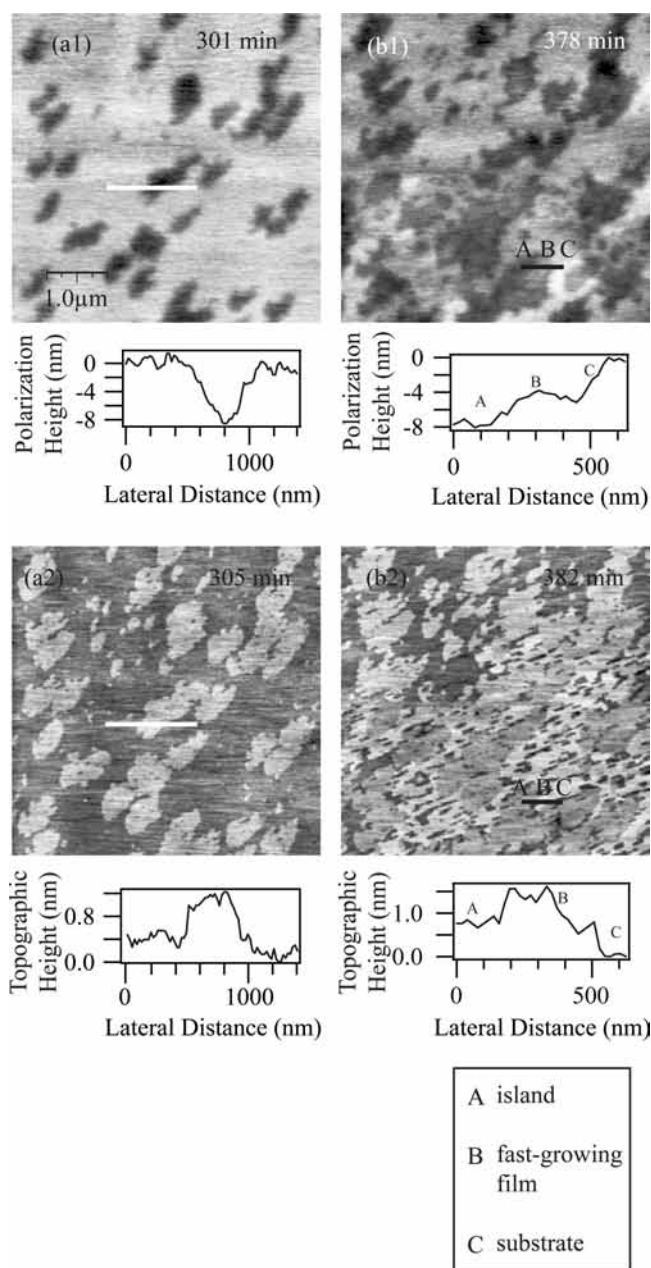 (a1) 301 min
1.0µm
(b1) 378 min
A B C
Polarization
Height (nm)
0
-4
-8
0 1000
Lateral Distance (nm)
Polarization
Height (nm)
0
-4
-8
A B C
0 500
Lateral Distance (nm)
(a2) 305 min
(b2) 382 min
A B C
Topographic
Height (nm)
0.8
0.0
0 1000
Lateral Distance (nm)
Topographic
Height (nm)
1.0
0.0
A B C
0 500
Lateral Distance (nm)
A island
B fast-growing
film
C substrate